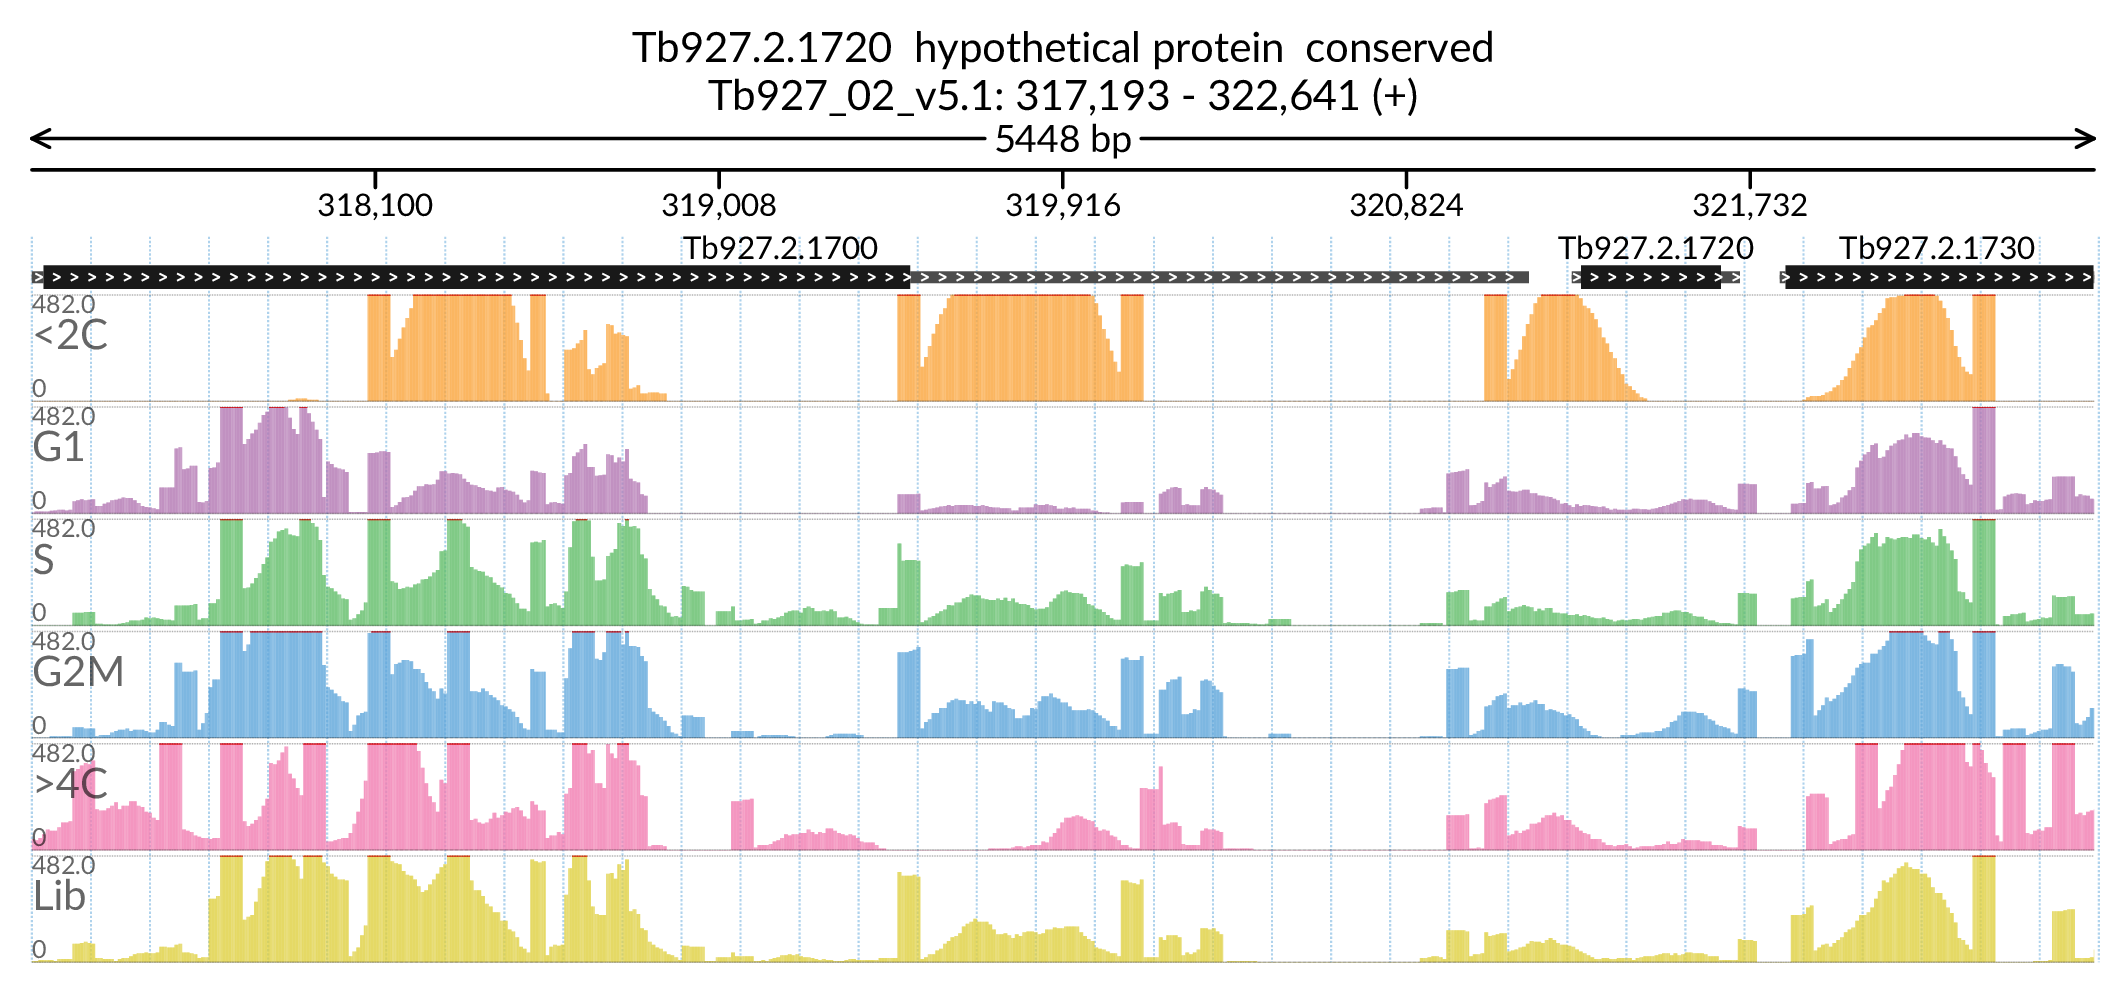 Tb927.2.1720  hypothetical protein  conserved
Tb927_02_v5.1: 317,193 - 322,641 (+)
5448 bp
318,100 319,008 319,916 320,824 321,732
Tb927.2.1700 Tb927.2.1720 Tb927.2.1730
482.0
<2C
0
482.0
G1
0
482.0
S
0
482.0
G2M
0
482.0
>4C
0
482.0
Lib
0